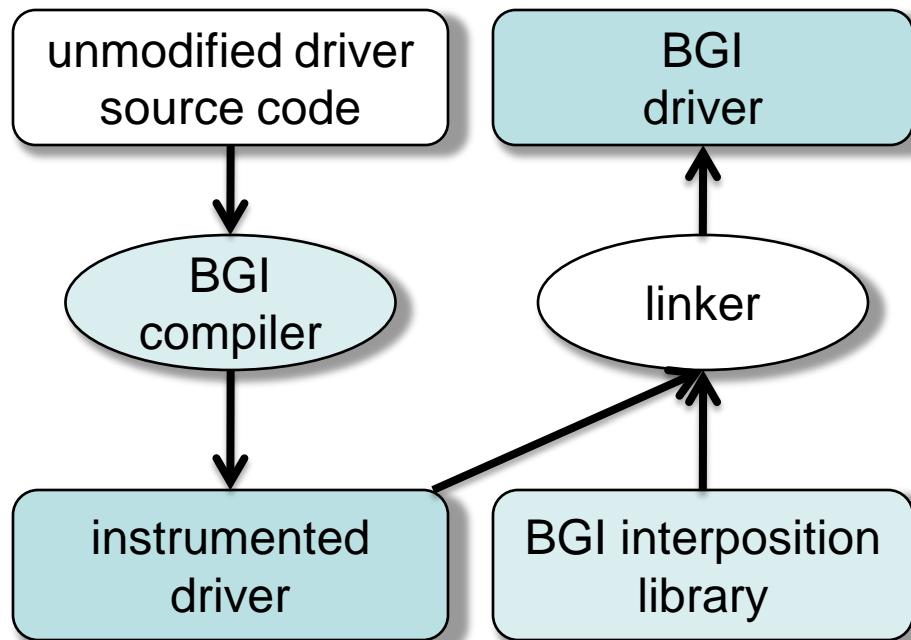 unmodified driver
source code
BGI
driver
BGI
compiler
linker
instrumented
driver
BGI interposition
library